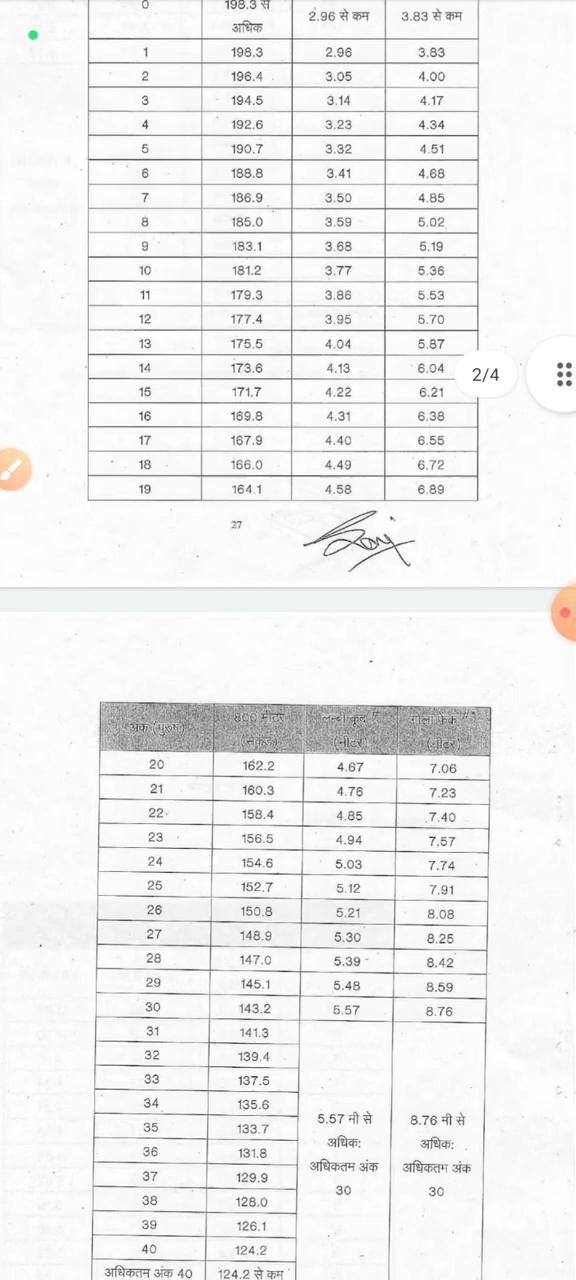 0 198.3 से अधिक 2.96 से कम 3.83 से कम
1 198.3 2.96 3.83
2 196.4 3.05 4.00
3 194.5 3.14 4.17
4 192.6 3.23 4.34
5 190.7 3.32 4.51
6 188.8 3.41 4.68
7 186.9 3.50 4.85
8 185.0 3.59 5.02
9 183.1 3.68 5.19
10 181.2 3.77 5.36
11 179.3 3.86 5.53
12 177.4 3.95 5.70
13 175.5 4.04 5.87
14 173.6 4.13 6.04
2/4
15 171.7 4.22 6.21
16 169.8 4.31 6.38
17 167.9 4.40 6.55
18 166.0 4.49 6.72
19 164.1 4.58 6.89
27
अंक (पुरुष) 800 मीटर (सेकंड) लम्बी कूद (मीटर) गोला फेंक (मीटर)
20 162.2 4.67 7.06
21 160.3 4.76 7.23
22 158.4 4.85 7.40
23 156.5 4.94 7.57
24 154.6 5.03 7.74
25 152.7 5.12 7.91
26 150.8 5.21 8.08
27 148.9 5.30 8.25
28 147.0 5.39 8.42
29 145.1 5.48 8.59
30 143.2 5.57 8.76
31 141.3
32 139.4
33 137.5
34 135.6
35 133.7
36 131.8
37 129.9
38 128.0
39 126.1
40 124.2
अधिकतम अंक 40 124.2 से कम
5.57 मी से
अधिक:
अधिकतम अंक
30
8.76 मी से
अधिक:
अधिकतम अंक
30